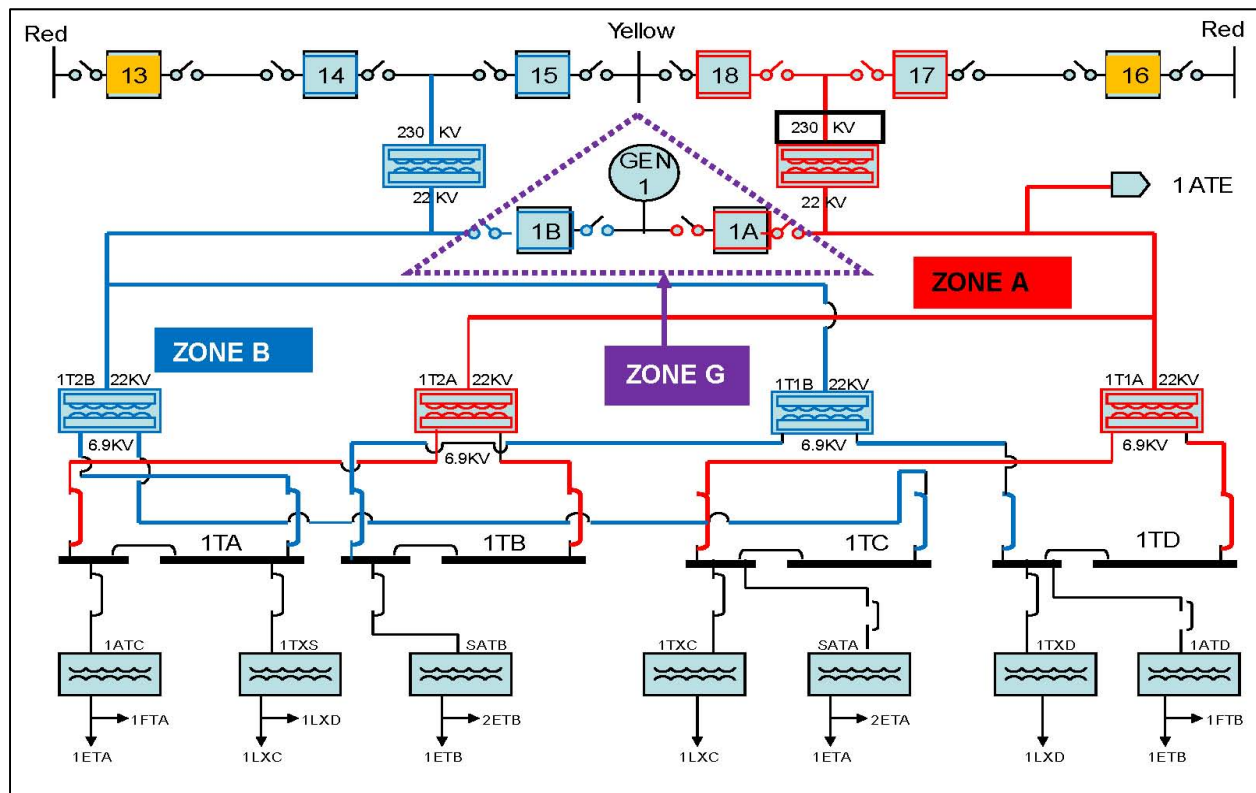 Red
Yellow
Red
13
14
15
18
17
16
230 KV
230 KV
GEN
1
22 KV
22 KV
1 ATE
1B
1A
ZONE A
ZONE B
ZONE G
1T2B 22KV
1T2A 22KV
1T1B 22KV
1T1A 22KV
6.9KV
6.9KV
6.9KV
6.9KV
1TA
1TB
1TC
1TD
1ATC
1TXS
SATB
1TXC
SATA
1TXD
1ATD
1FTA
1LXD
2ETB
2ETA
1FTB
1ETA
1LXC
1ETB
1LXC
1ETA
1LXD
1ETB